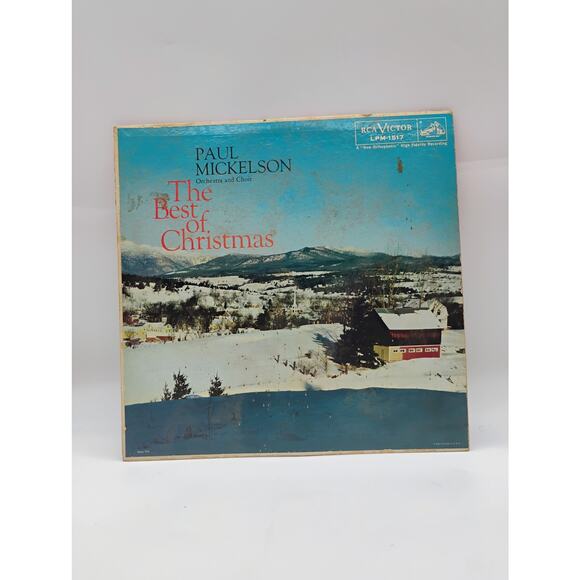 PAUL
MICKELSON
Orchestra and Choir
The
Best
of
Christmas
RCA VICTOR
LPM-1517
A "New Orthophonic" High Fidelity Recording